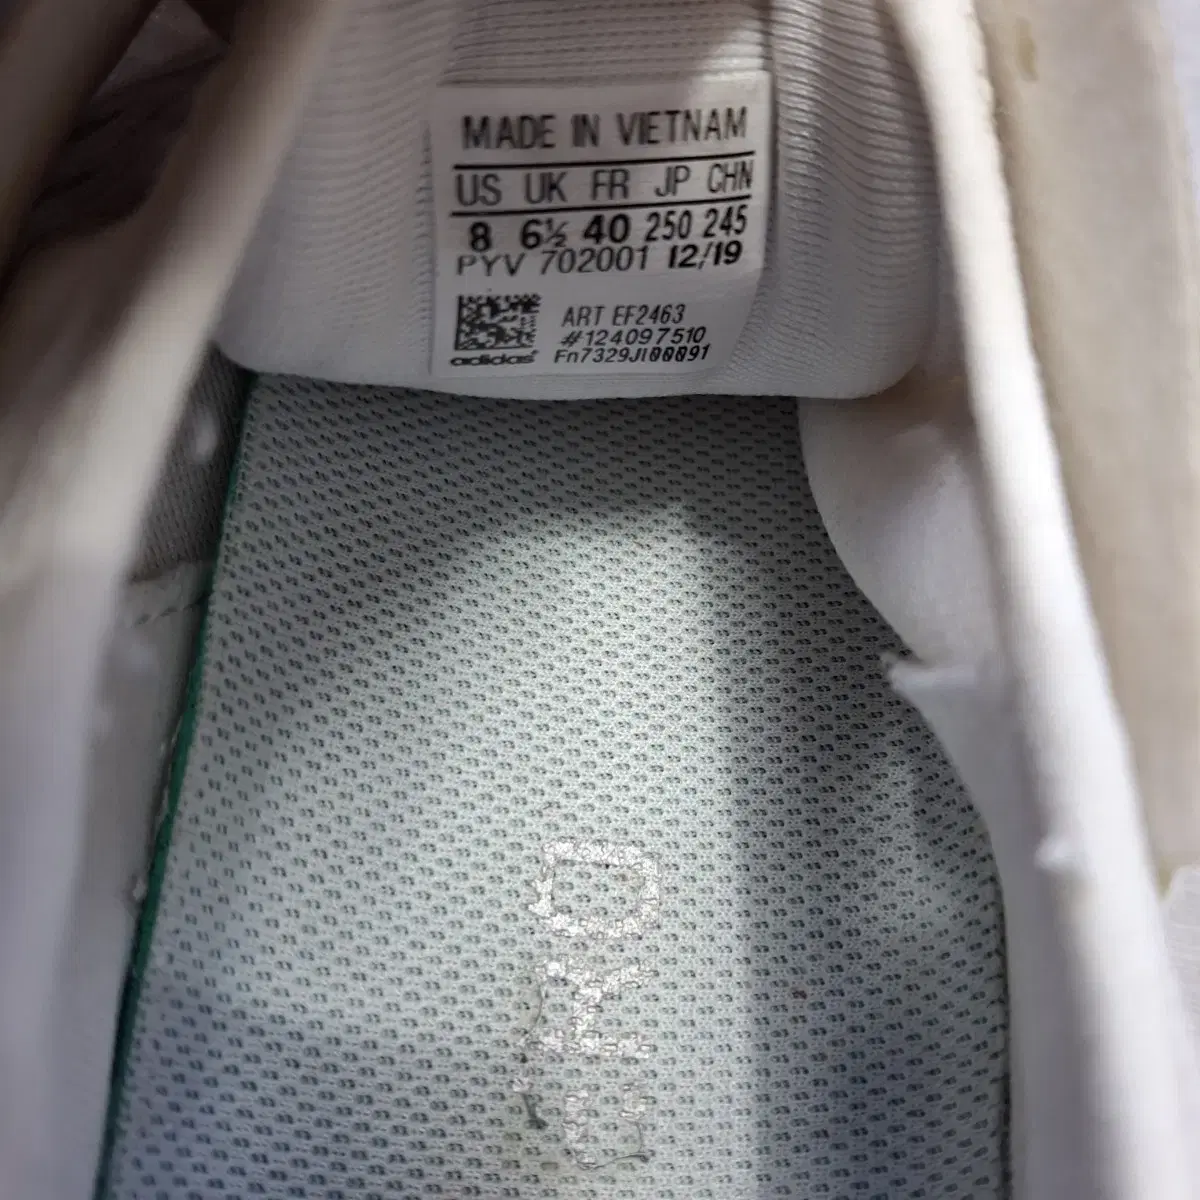 MADE IN VIETNAM
US UK FR JP CHN
8 6½ 40 250 245
PYV 702001 12/19
ART EF2463
#124097510
adidas Fn7329JI00091